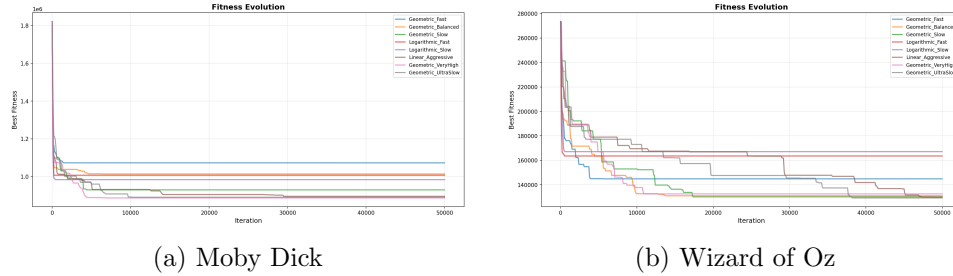 Fitness Evolution
1e6
1.8
1.6
1.4
1.2
1.0
Best Fitness
0
10000
20000
30000
40000
50000
Iteration
Geometric_Fast
Geometric_Balanced
Geometric_Slow
Logarithmic_Fast
Logarithmic_Slow
Linear_Aggressive
Geometric_VeryHigh
Geometric_UltraSlow
(a) Moby Dick
Fitness Evolution
280000
260000
240000
220000
200000
180000
160000
140000
Best Fitness
0
10000
20000
30000
40000
50000
Iteration
Geometric_Fast
Geometric_Balanced
Geometric_Slow
Logarithmic_Fast
Logarithmic_Slow
Linear_Aggressive
Geometric_VeryHigh
Geometric_UltraSlow
(b) Wizard of Oz